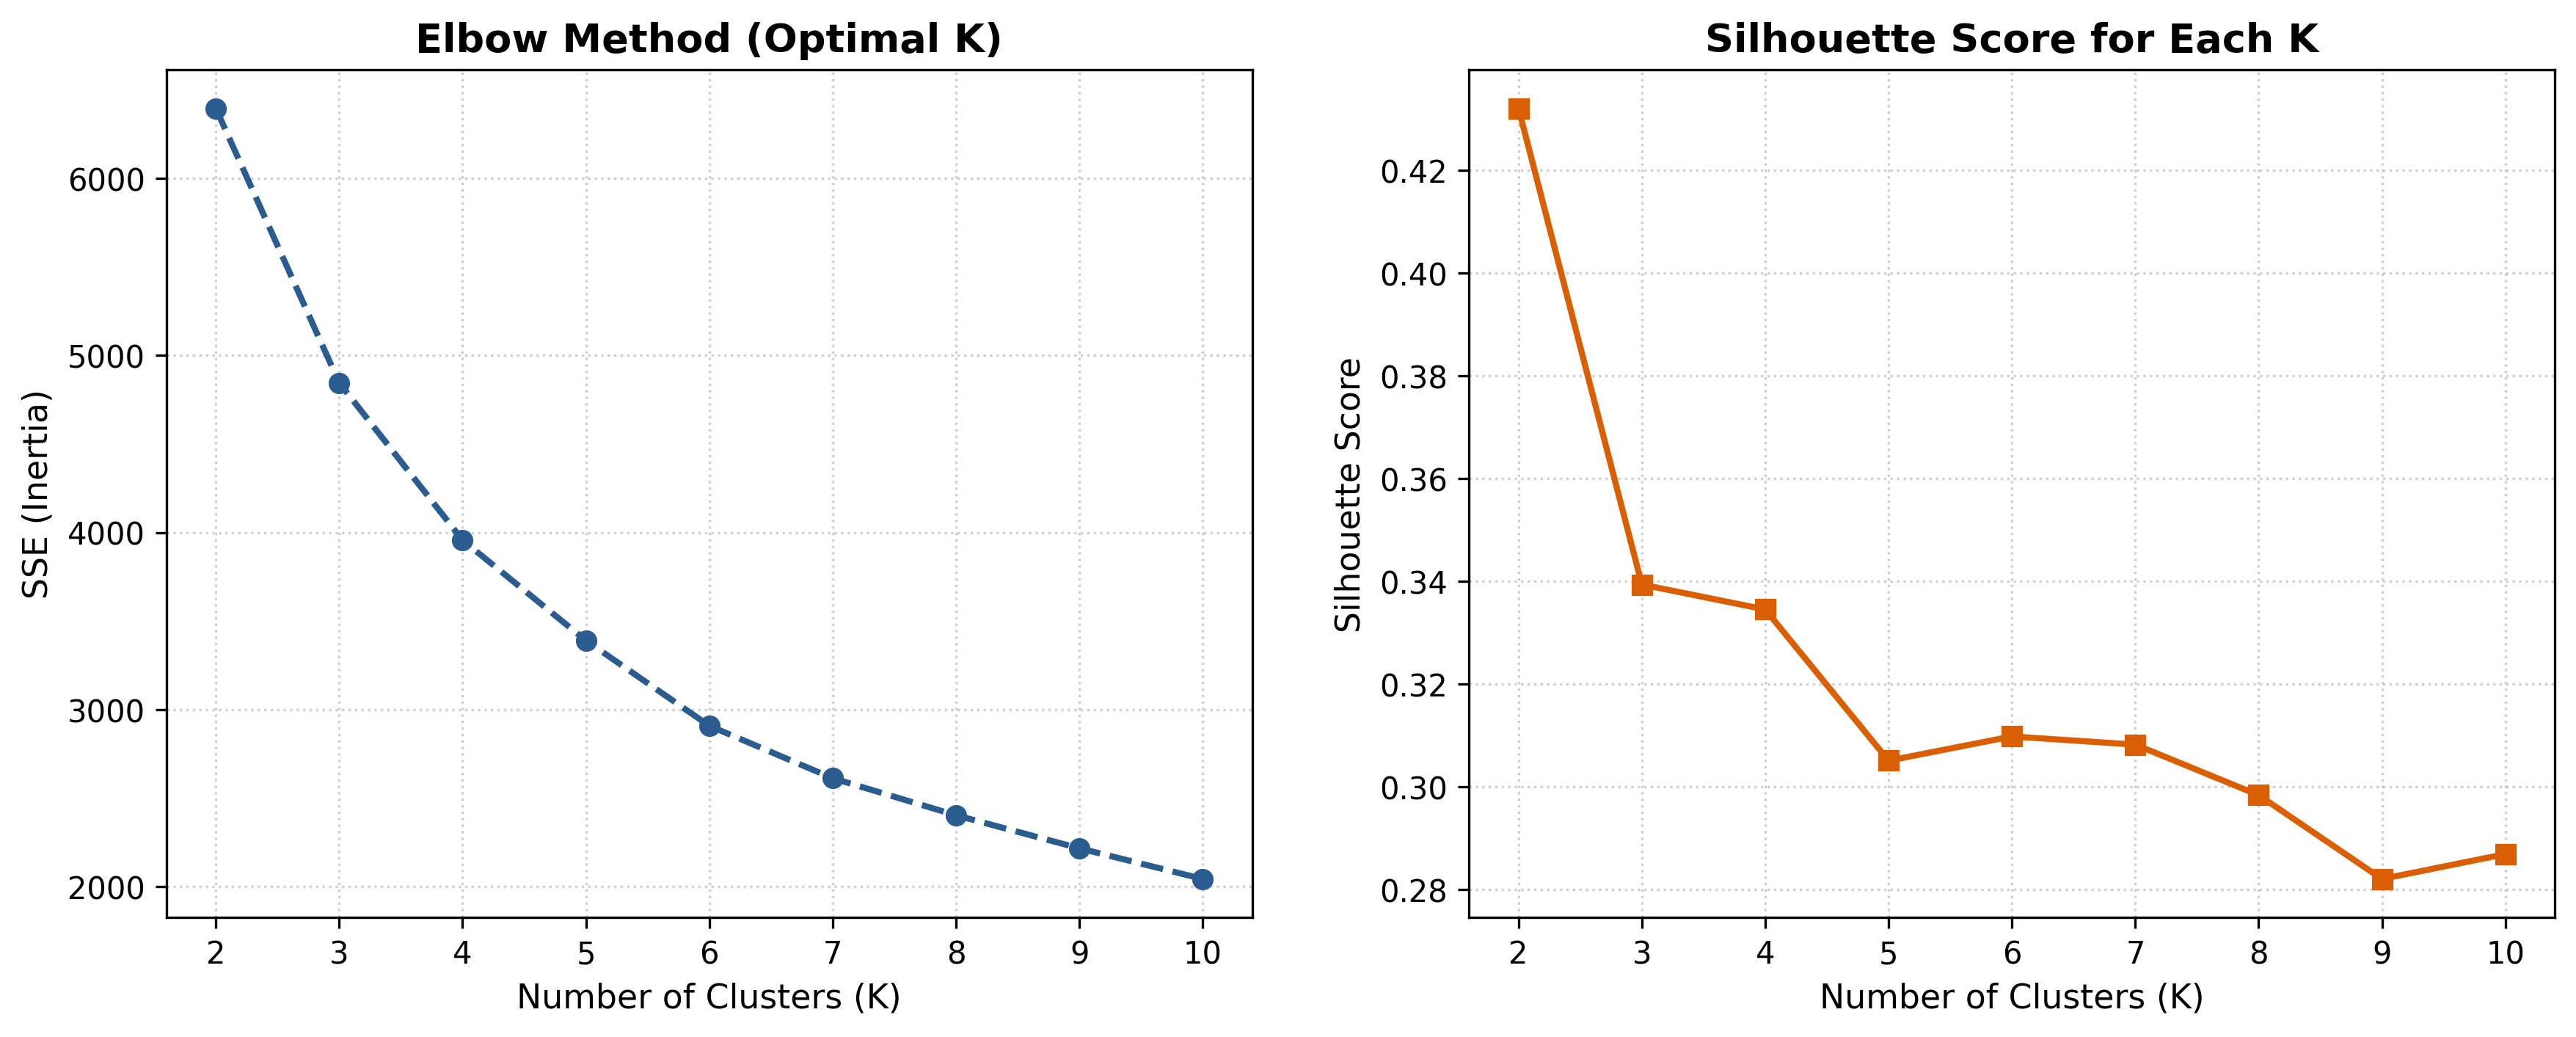 Elbow Method (Optimal K)
SSE (Inertia)
6000
5000
4000
3000
2000
2 3 4 5 6 7 8 9 10
Number of Clusters (K)
Silhouette Score for Each K
Silhouette Score
0.42
0.40
0.38
0.36
0.34
0.32
0.30
0.28
2 3 4 5 6 7 8 9 10
Number of Clusters (K)